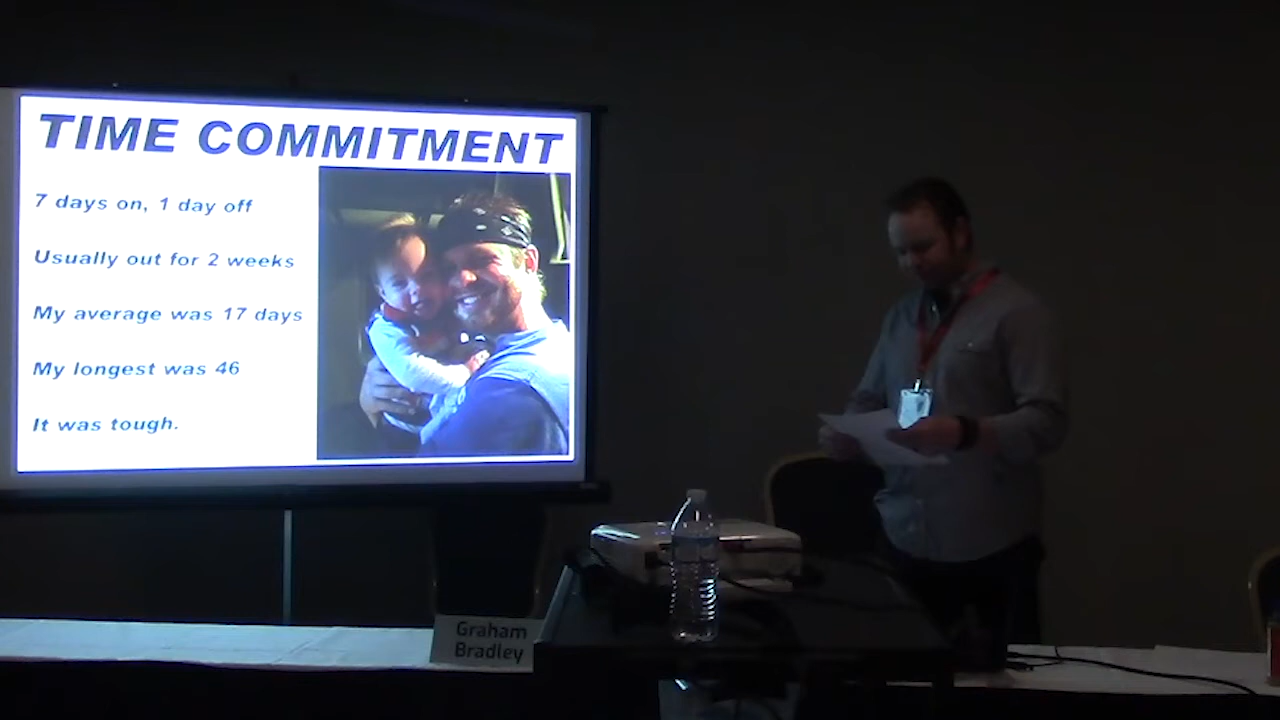 TIME COMMITMENT
7 days on, 1 day off
Usually out for 2 weeks
My average was 17 days
My longest was 46
It was tough.
Graham
Bradley